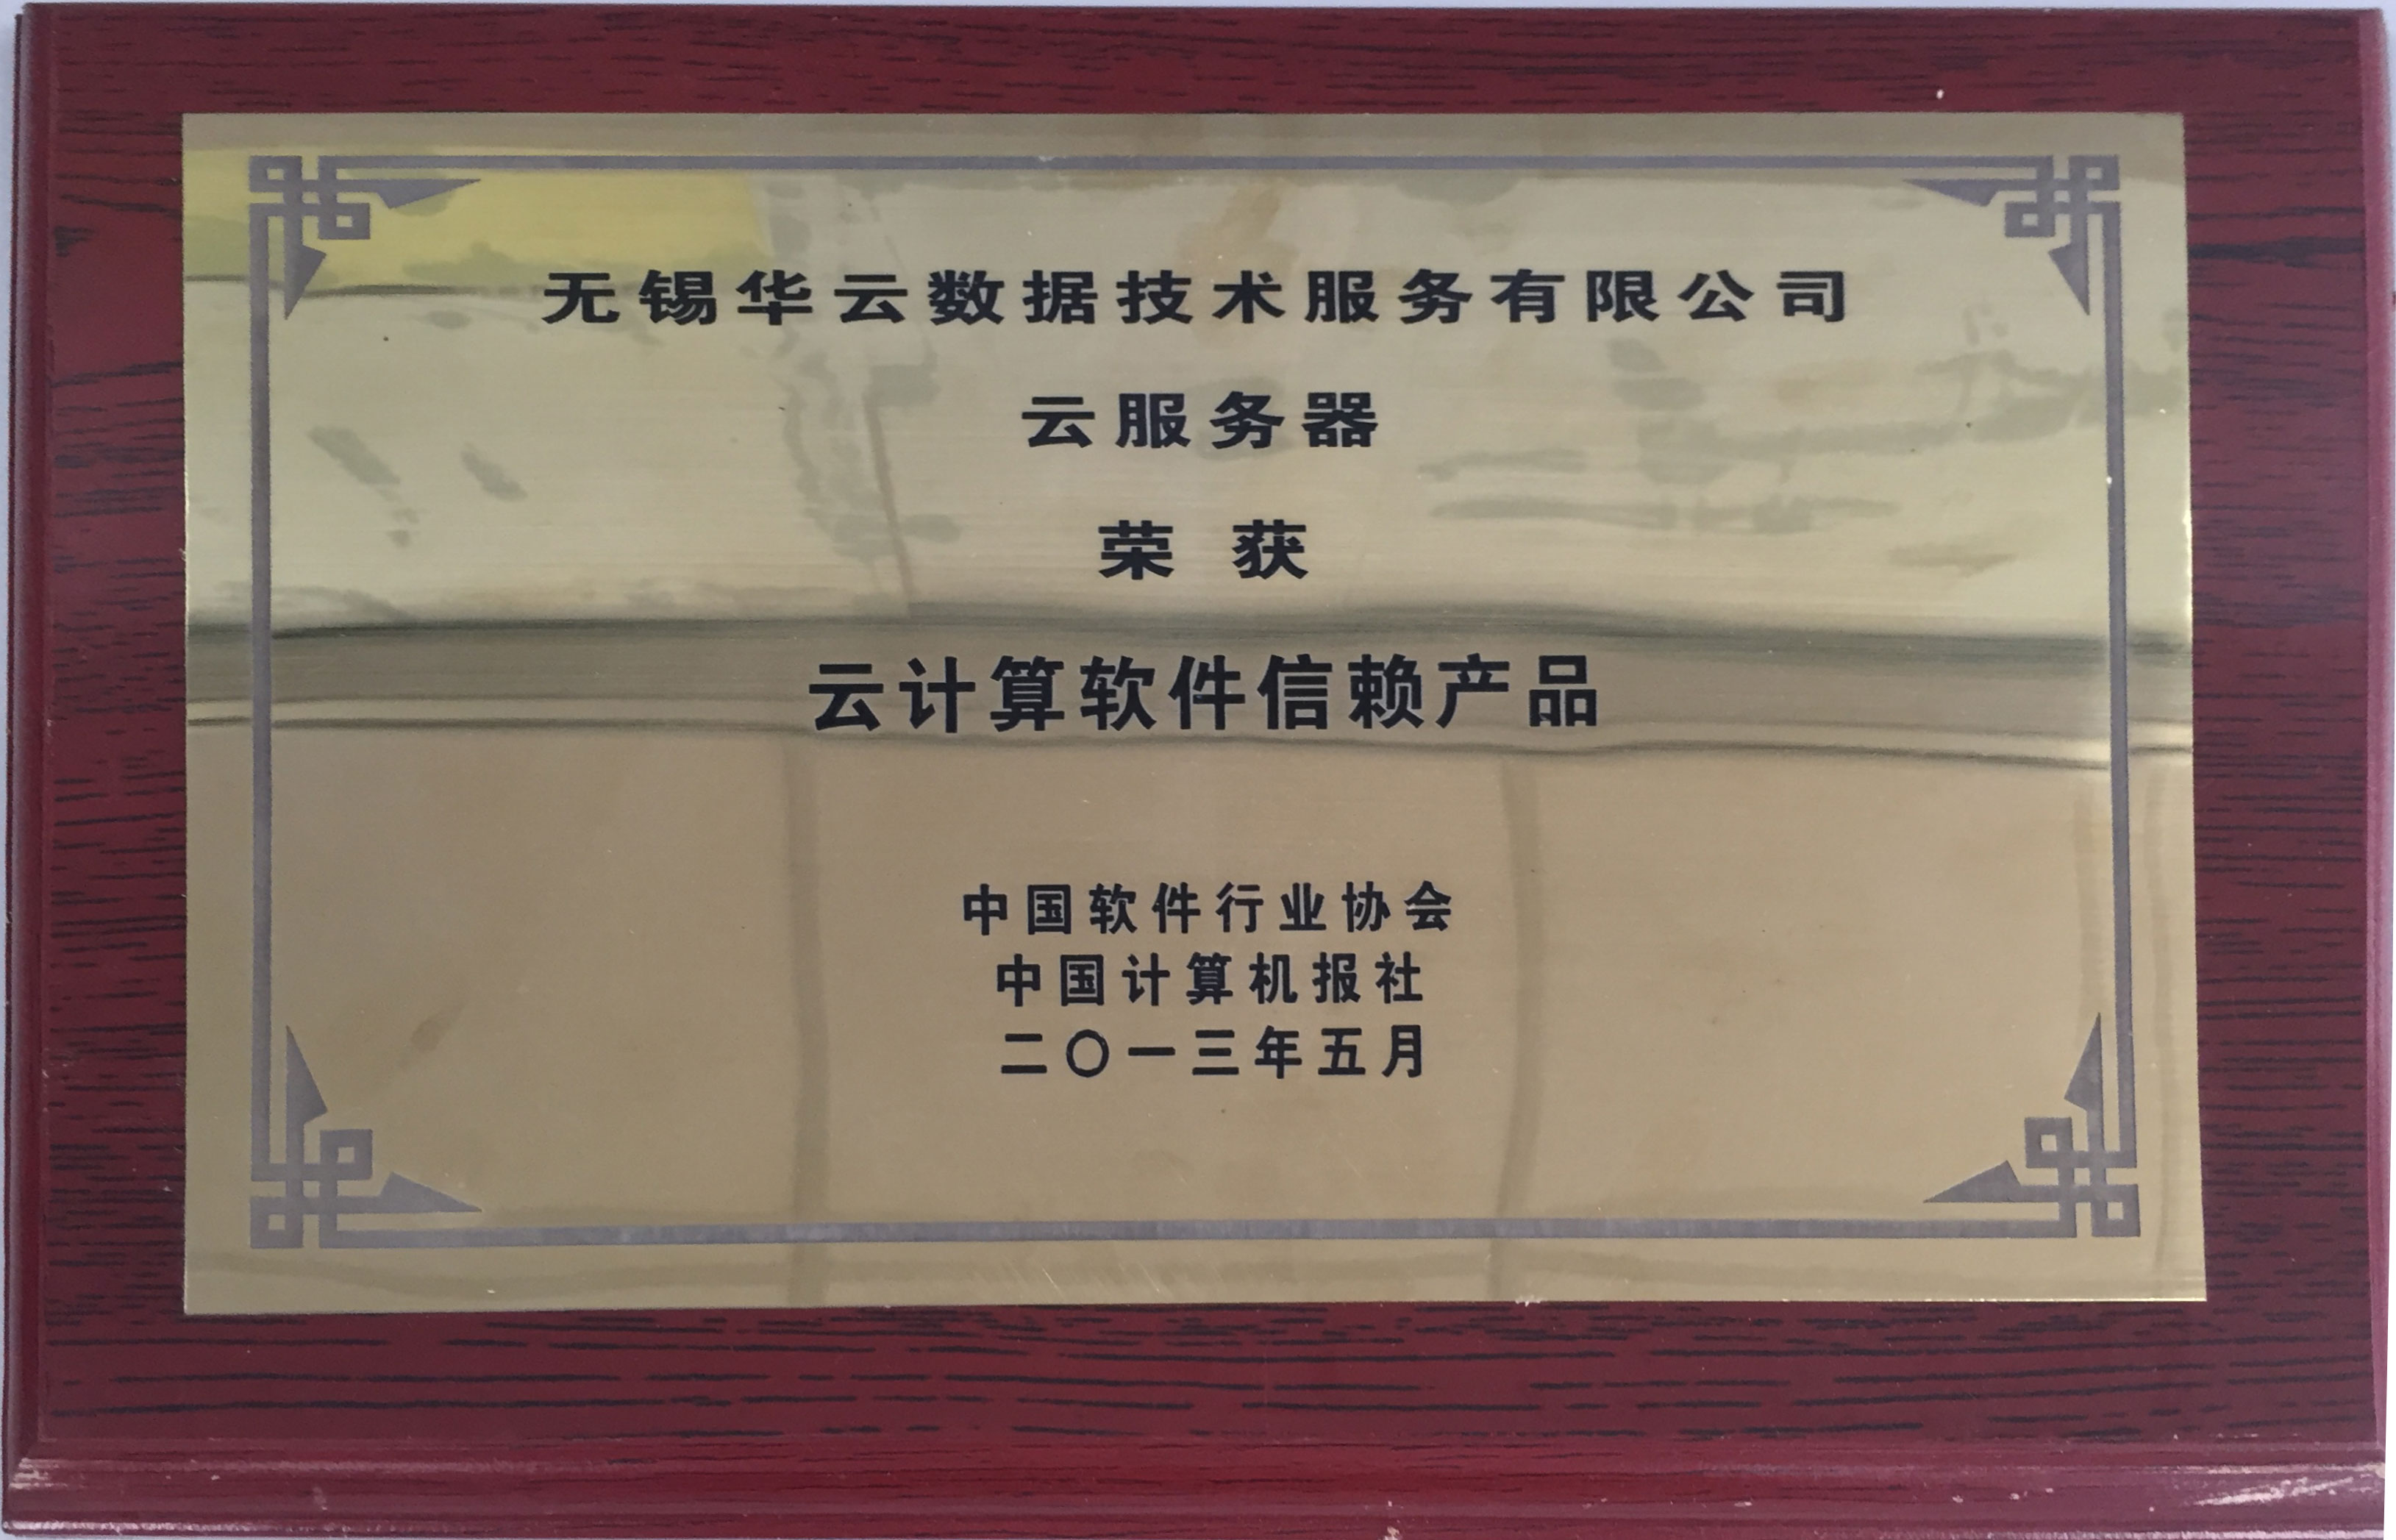 无锡华云数据技术服务有限公司
云服务器
荣获
云计算软件信赖产品
中国软件行业协会
中国计算机报社
二〇一三年五月